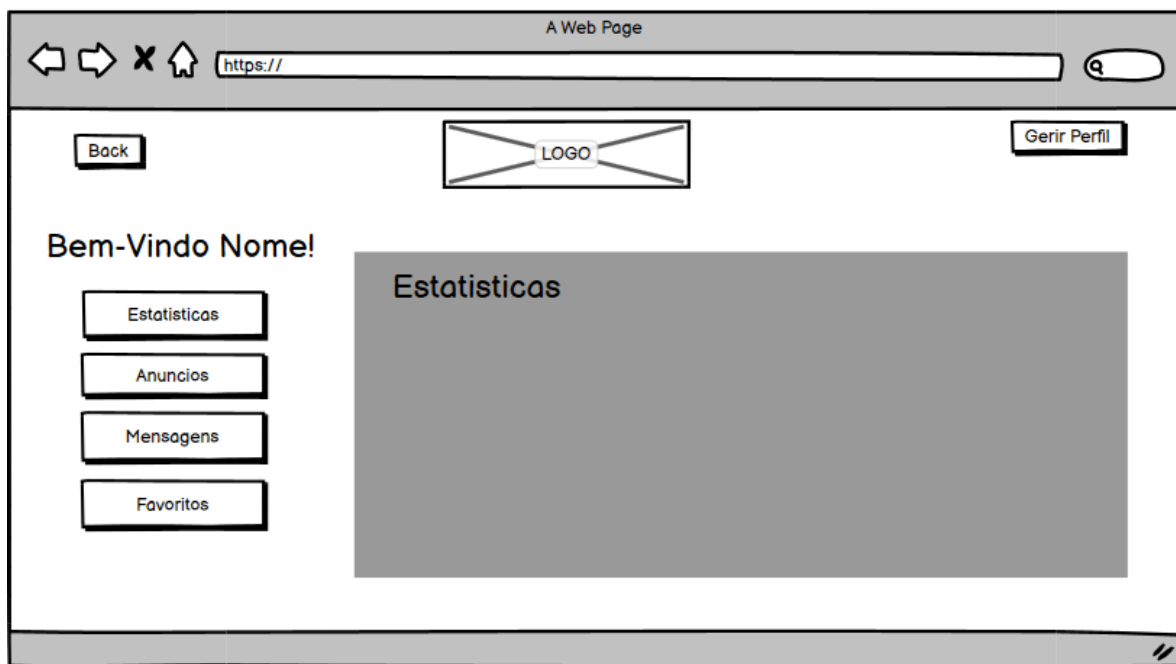 A Web Page
https://
Back
LOGO
Gerir Perfil
Bem-Vindo Nome!
Estatisticas
Anuncios
Mensagens
Favoritos
Estatisticas